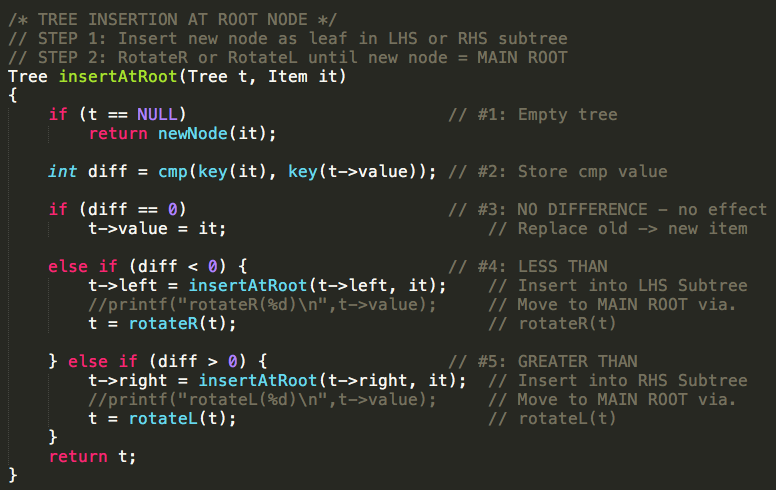 /* TREE INSERTION AT ROOT NODE */
// STEP 1: Insert new node as leaf in LHS or RHS subtree
// STEP 2: RotateR or RotateL until new node = MAIN ROOT
Tree insertAtRoot(Tree t, Item it)
{
    if (t == NULL)                          // #1: Empty tree
        return newNode(it);

    int diff = cmp(key(it), key(t->value)); // #2: Store cmp value

    if (diff == 0)                          // #3: NO DIFFERENCE – no effect
        t->value = it;                          // Replace old -> new item

    else if (diff < 0) {                    // #4: LESS THAN
        t->left = insertAtRoot(t->left, it);    // Insert into LHS Subtree
        //printf("rotateR(%d)\n",t->value);     // Move to MAIN ROOT via.
        t = rotateR(t);                         // rotateR(t)

    } else if (diff > 0) {                  // #5: GREATER THAN
        t->right = insertAtRoot(t->right, it);  // Insert into RHS Subtree
        //printf("rotateL(%d)\n",t->value);     // Move to MAIN ROOT via.
        t = rotateL(t);                         // rotateL(t)
    }
    return t;
}